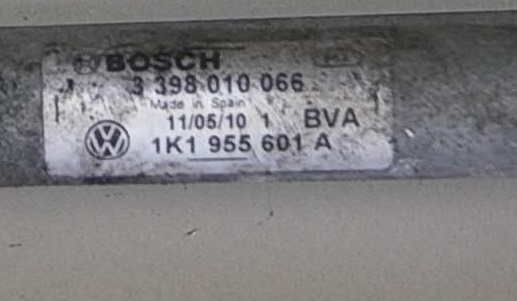 BOSCH
3 398 010 066
Made in Spain
11/05/10 1 BVA
1K1 955 601 A